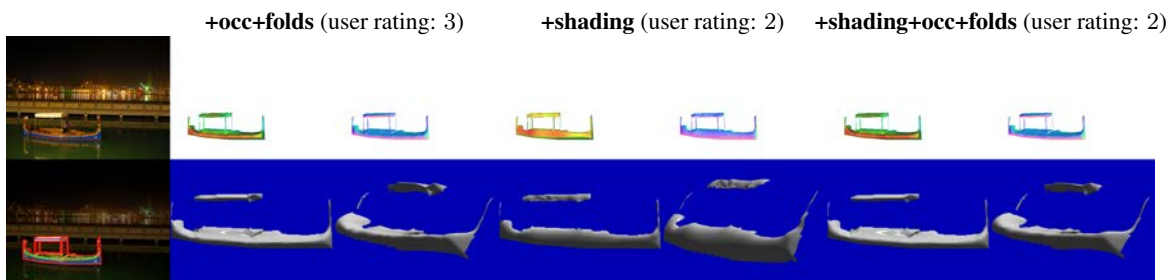 +occ+folds (user rating: 3) +shading (user rating: 2) +shading+occ+folds (user rating: 2)